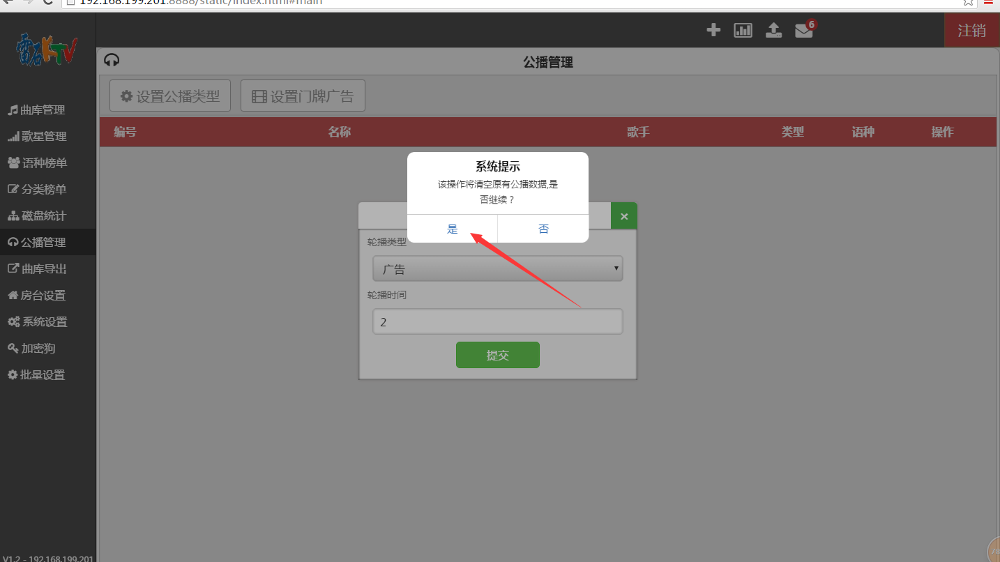 192.168.199.201:8888/static/index.html#main
雷石KTV
6
注销
公播管理
设置公播类型
设置门牌广告
编号
名称
歌手
类型
语种
操作
曲库管理
歌星管理
语种榜单
分类榜单
磁盘统计
公播管理
曲库导出
房台设置
系统设置
加密狗
批量设置
系统提示
该操作将清空原有公播数据,是
否继续？
是
否
×
轮播类型
广告
轮播时间
2
提交
V1.2 - 192.168.199.201
78